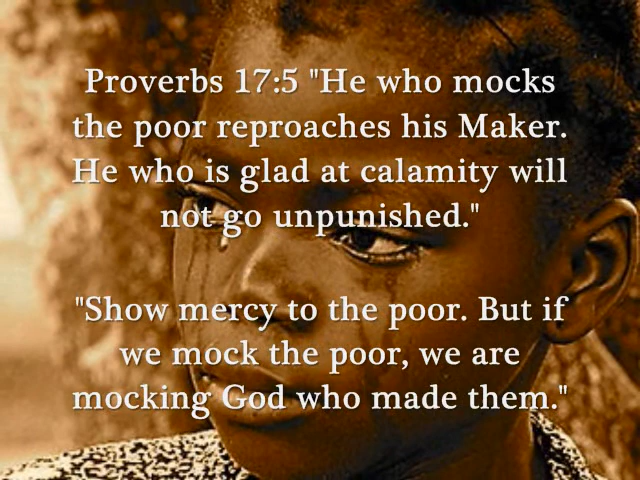 Proverbs 17:5 "He who mocks
the poor reproaches his Maker.
He who is glad at calamity will
not go unpunished."
"Show mercy to the poor. But if
we mock the poor, we are
mocking God who made them."